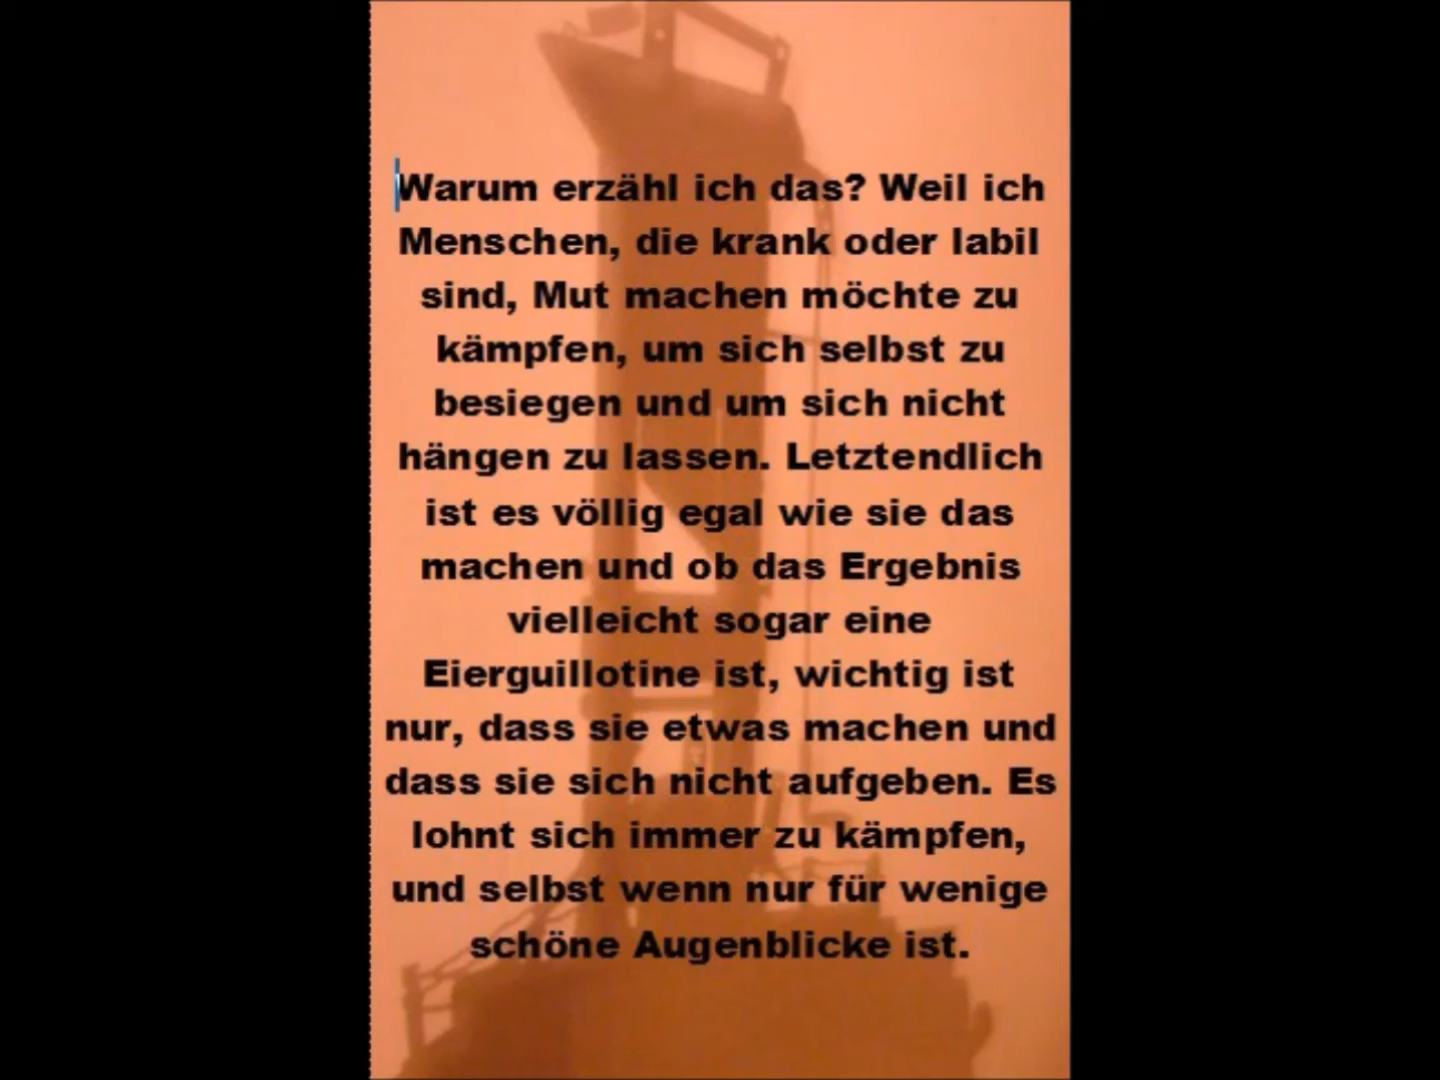 Warum erzähl ich das? Weil ich
Menschen, die krank oder labil
sind, Mut machen möchte zu
kämpfen, um sich selbst zu
besiegen und um sich nicht
hängen zu lassen. Letztendlich
ist es völlig egal wie sie das
machen und ob das Ergebnis
vielleicht sogar eine
Eierguillotine ist, wichtig ist
nur, dass sie etwas machen und
dass sie sich nicht aufgeben. Es
lohnt sich immer zu kämpfen,
und selbst wenn nur für wenige
schöne Augenblicke ist.